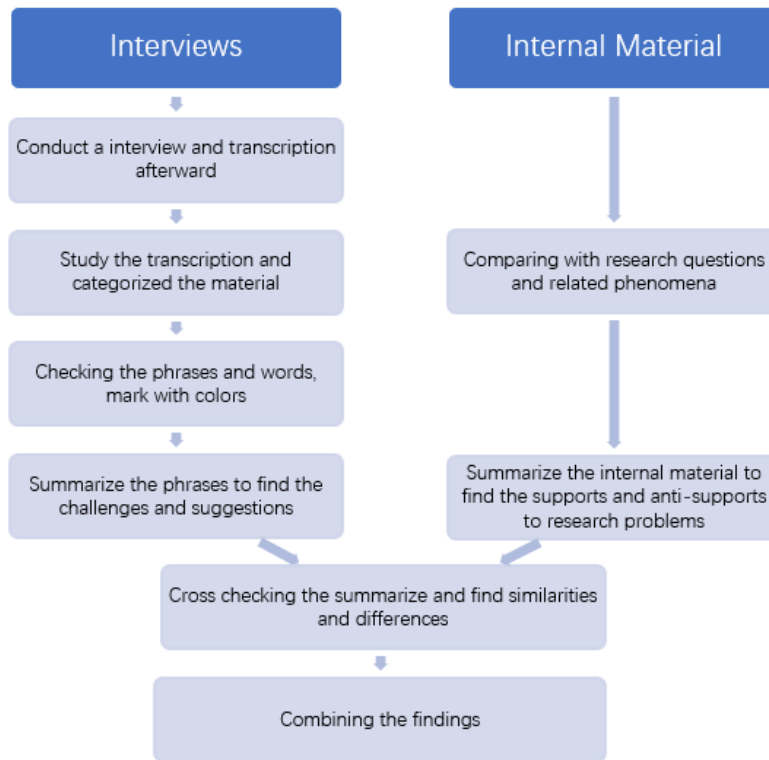 Interviews
Conduct a interview and transcription
afterward
Study the transcription and
categorized the material
Checking the phrases and words,
mark with colors
Summarize the phrases to find the
challenges and suggestions
Internal Material
Comparing with research questions
and related phenomena
Summarize the internal material to
find the supports and anti-supports
to research problems
Cross checking the summarize and find similarities
and differences
Combining the findings